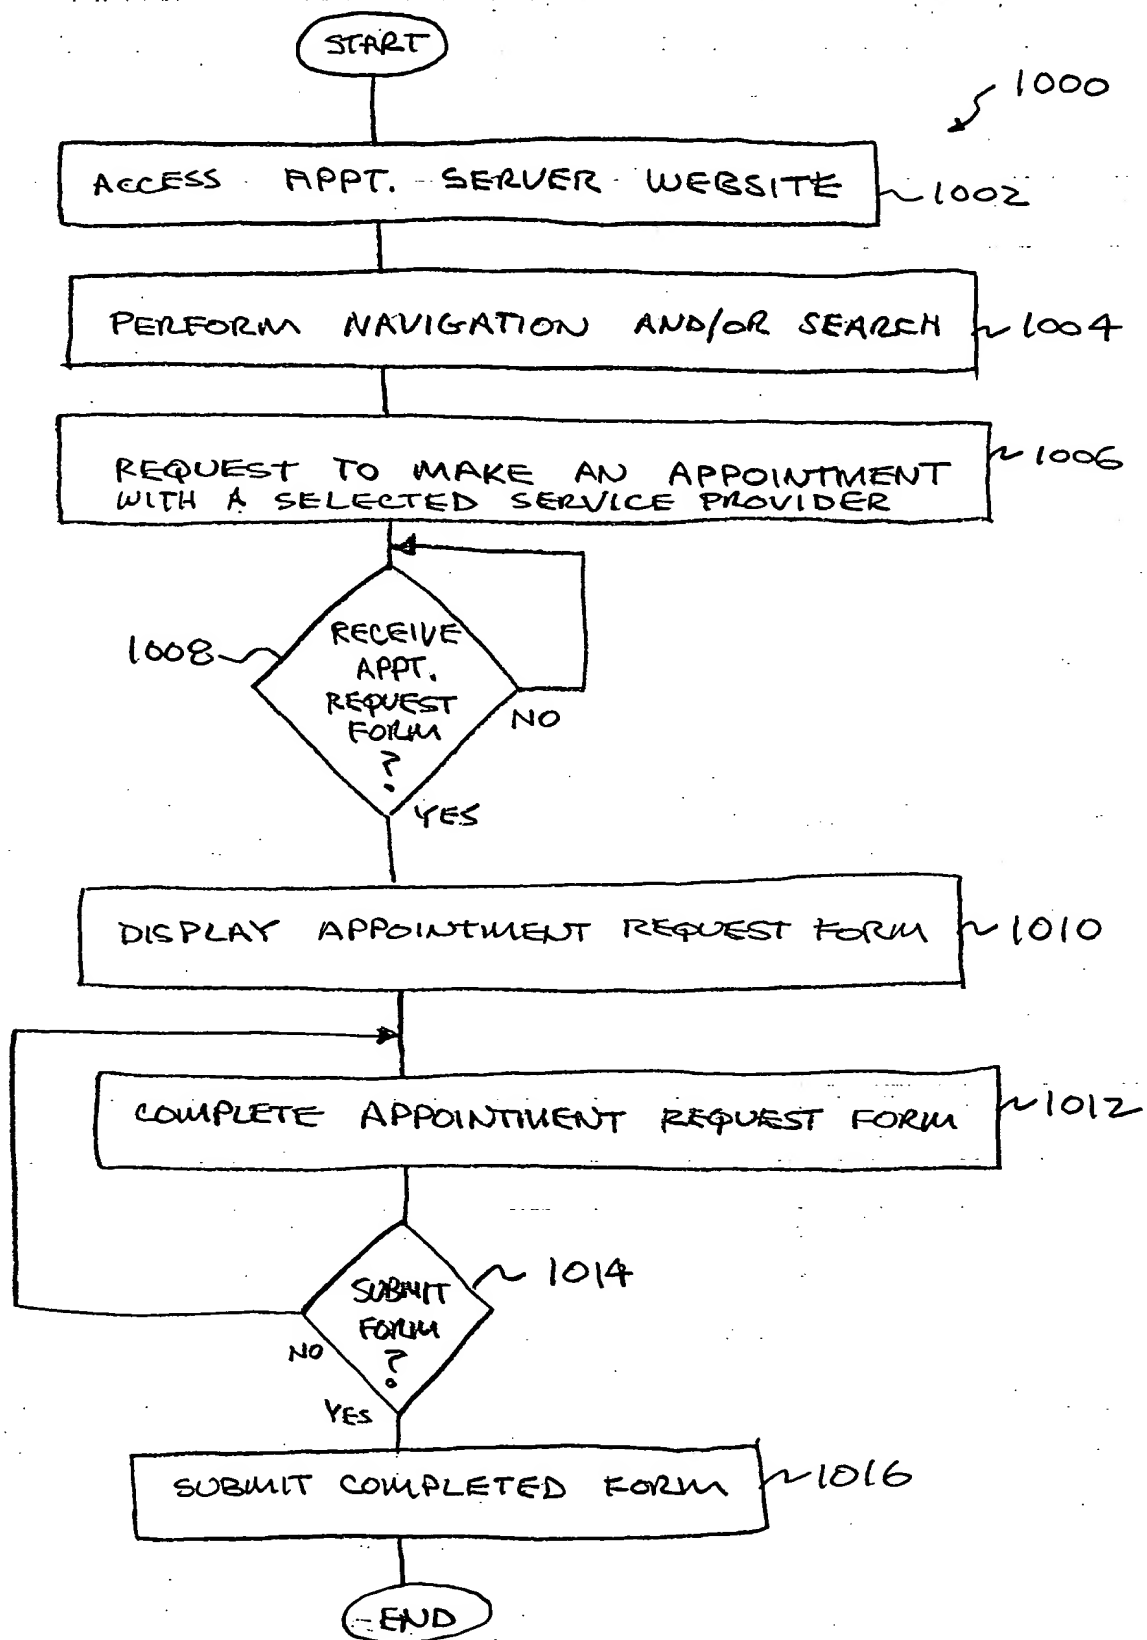 START
1000
ACCESS APPT. SERVER WEBSITE
1002
PERFORM NAVIGATION AND/OR SEARCH
1004
REQUEST TO MAKE AN APPOINTMENT
WITH A SELECTED SERVICE PROVIDER
1006
1008
RECEIVE
APPT.
REQUEST
FORM
?
NO
YES
DISPLAY APPOINTMENT REQUEST FORM
1010
COMPLETE APPOINTMENT REQUEST FORM
1012
SUBMIT
FORM
?
1014
NO
YES
SUBMIT COMPLETED FORM
1016
END